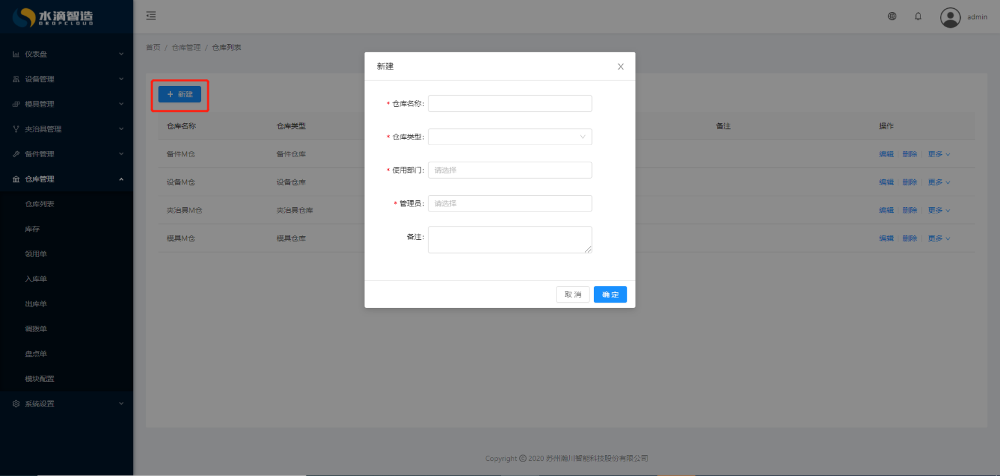 水滴智造
DROPCLOUD
admin
首页 / 仓库管理 / 仓库列表
仪表盘
设备管理
模具管理
夹治具管理
备件管理
仓库管理
仓库列表
库存
领用单
入库单
出库单
调拨单
盘点单
模块配置
系统设置
+ 新建
仓库名称 仓库类型 备注 操作
备件M仓 备件仓库 编辑 删除 更多
设备M仓 设备仓库 编辑 删除 更多
夹治具M仓 夹治具仓库 编辑 删除 更多
模具M仓 模具仓库 编辑 删除 更多
新建
* 仓库名称:
* 仓库类型:
* 使用部门: 请选择
* 管理员: 请选择
备注:
取 消 确 定
Copyright © 2020 苏州瀚川智能科技股份有限公司